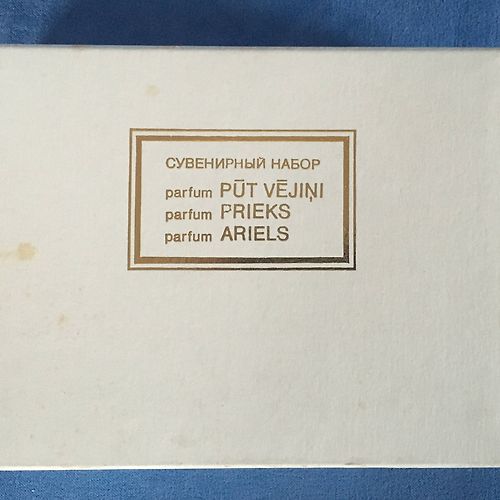 СУВЕНИРНЫЙ НАБОР
parfum PŪT VĒJIŅI
parfum PRIEKS
parfum ARIELS